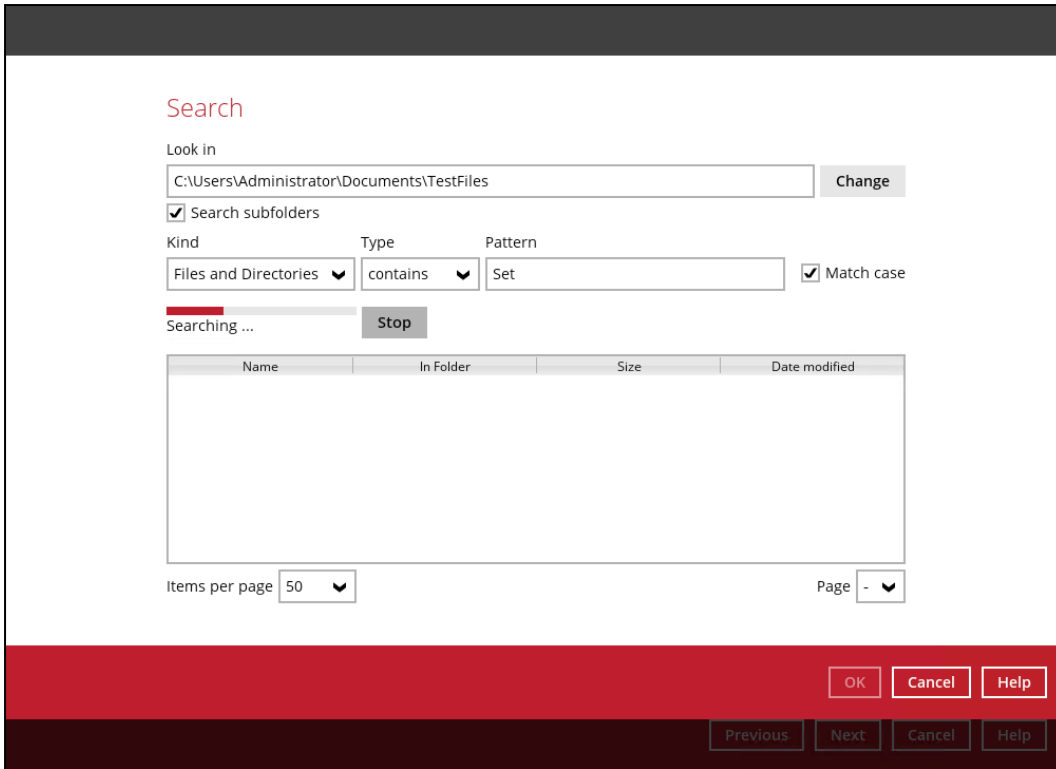 Search
Look in
C:\Users\Administrator\Documents\TestFiles Change
Search subfolders
Kind Type Pattern
Files and Directories contains Set Match case
Searching ... Stop
Name In Folder Size Date modified
Items per page 50 Page -
OK Cancel Help
Previous Next Cancel Help